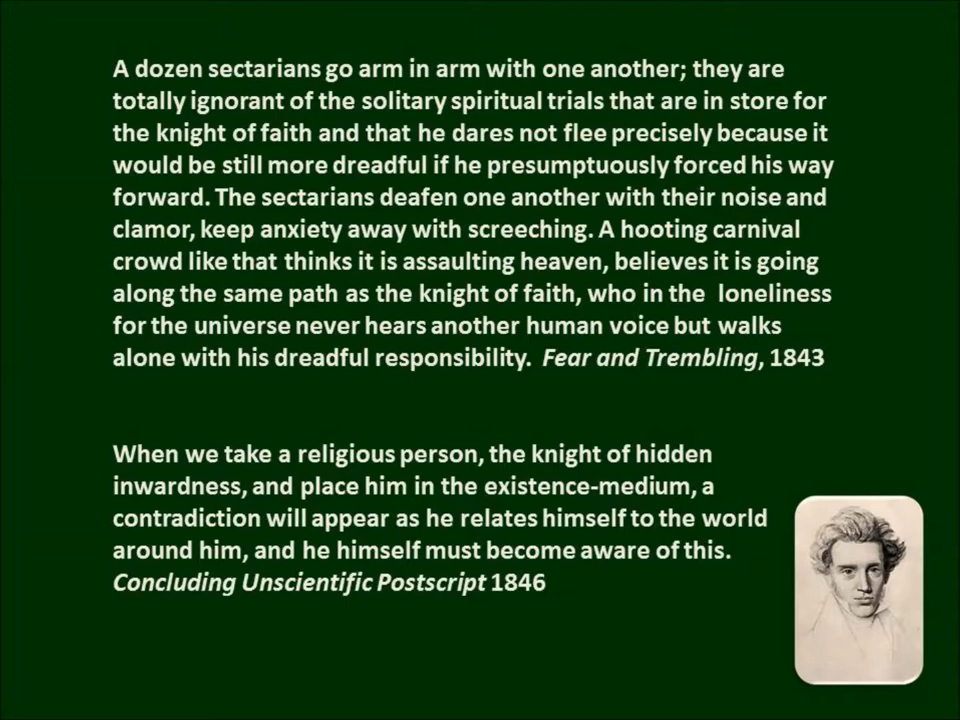 A dozen sectarians go arm in arm with one another; they are
totally ignorant of the solitary spiritual trials that are in store for
the knight of faith and that he dares not flee precisely because it
would be still more dreadful if he presumptuously forced his way
forward. The sectarians deafen one another with their noise and
clamor, keep anxiety away with screeching. A hooting carnival
crowd like that thinks it is assaulting heaven, believes it is going
along the same path as the knight of faith, who in the loneliness
for the universe never hears another human voice but walks
alone with his dreadful responsibility. Fear and Trembling, 1843
When we take a religious person, the knight of hidden
inwardness, and place him in the existence-medium, a
contradiction will appear as he relates himself to the world
around him, and he himself must become aware of this.
Concluding Unscientific Postscript 1846